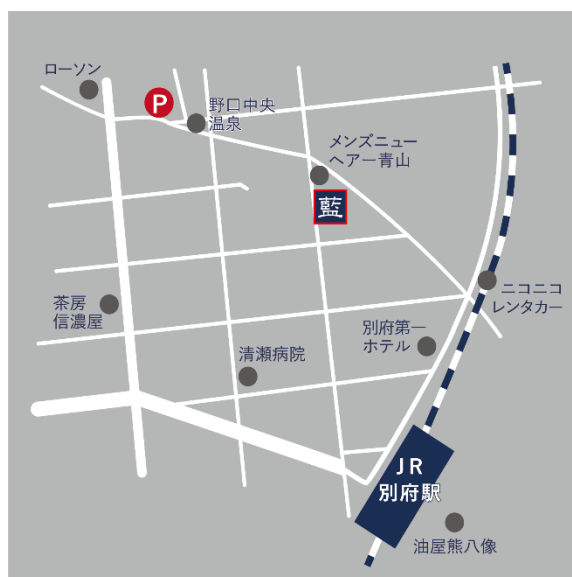 ローソン
P
野口中央
温泉
メンズニュー
ヘアー青山
藍
ニコニコ
レンタカー
茶房
信濃屋
別府第一
ホテル
清瀬病院
JR
別府駅
油屋熊八像